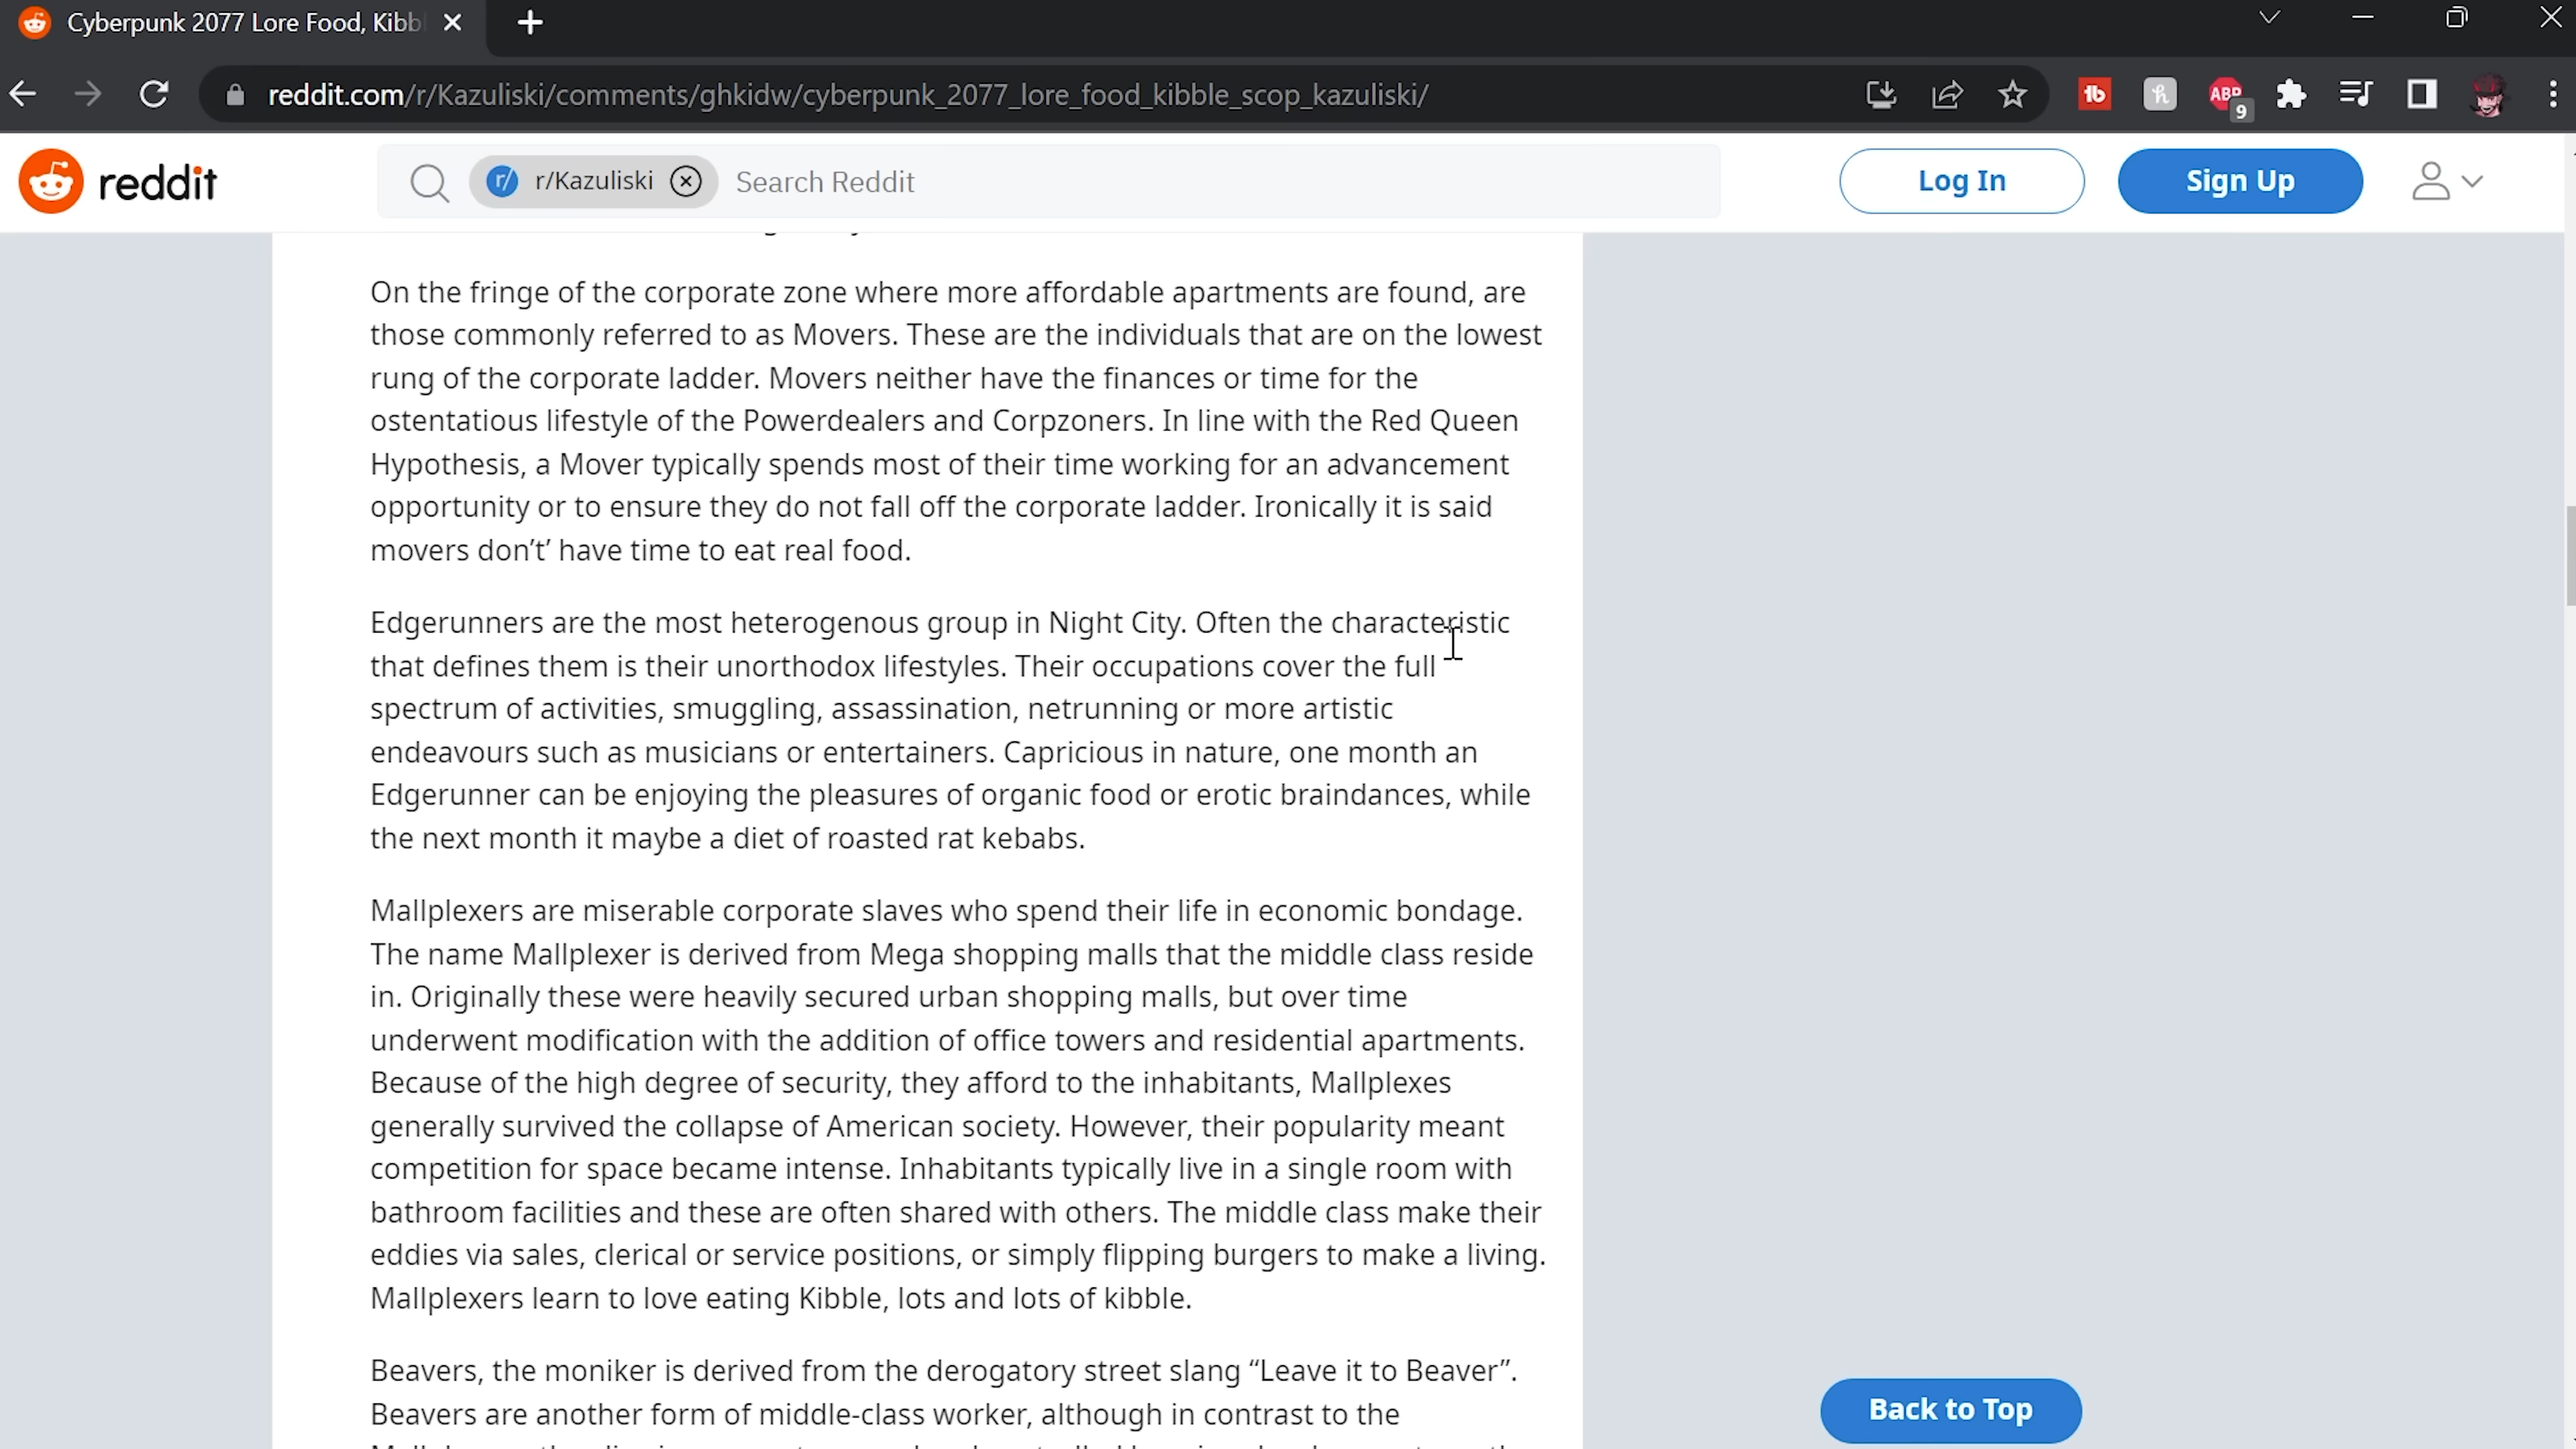 Cyberpunk 2077 Lore Food, Kibb
reddit.com/r/Kazuliski/comments/ghkidw/cyberpunk_2077_lore_food_kibble_scop_kazuliski/
ABP
9
reddit
r/
r/Kazuliski
Search Reddit
Log In
Sign Up
On the fringe of the corporate zone where more affordable apartments are found, are
those commonly referred to as Movers. These are the individuals that are on the lowest
rung of the corporate ladder. Movers neither have the finances or time for the
ostentatious lifestyle of the Powerdealers and Corpzoners. In line with the Red Queen
Hypothesis, a Mover typically spends most of their time working for an advancement
opportunity or to ensure they do not fall off the corporate ladder. Ironically it is said
movers don’t’ have time to eat real food.
Edgerunners are the most heterogenous group in Night City. Often the characteristic
that defines them is their unorthodox lifestyles. Their occupations cover the full
spectrum of activities, smuggling, assassination, netrunning or more artistic
endeavours such as musicians or entertainers. Capricious in nature, one month an
Edgerunner can be enjoying the pleasures of organic food or erotic braindances, while
the next month it maybe a diet of roasted rat kebabs.
Mallplexers are miserable corporate slaves who spend their life in economic bondage.
The name Mallplexer is derived from Mega shopping malls that the middle class reside
in. Originally these were heavily secured urban shopping malls, but over time
underwent modification with the addition of office towers and residential apartments.
Because of the high degree of security, they afford to the inhabitants, Mallplexes
generally survived the collapse of American society. However, their popularity meant
competition for space became intense. Inhabitants typically live in a single room with
bathroom facilities and these are often shared with others. The middle class make their
eddies via sales, clerical or service positions, or simply flipping burgers to make a living.
Mallplexers learn to love eating Kibble, lots and lots of kibble.
Beavers, the moniker is derived from the derogatory street slang “Leave it to Beaver”.
Beavers are another form of middle-class worker, although in contrast to the
Back to Top